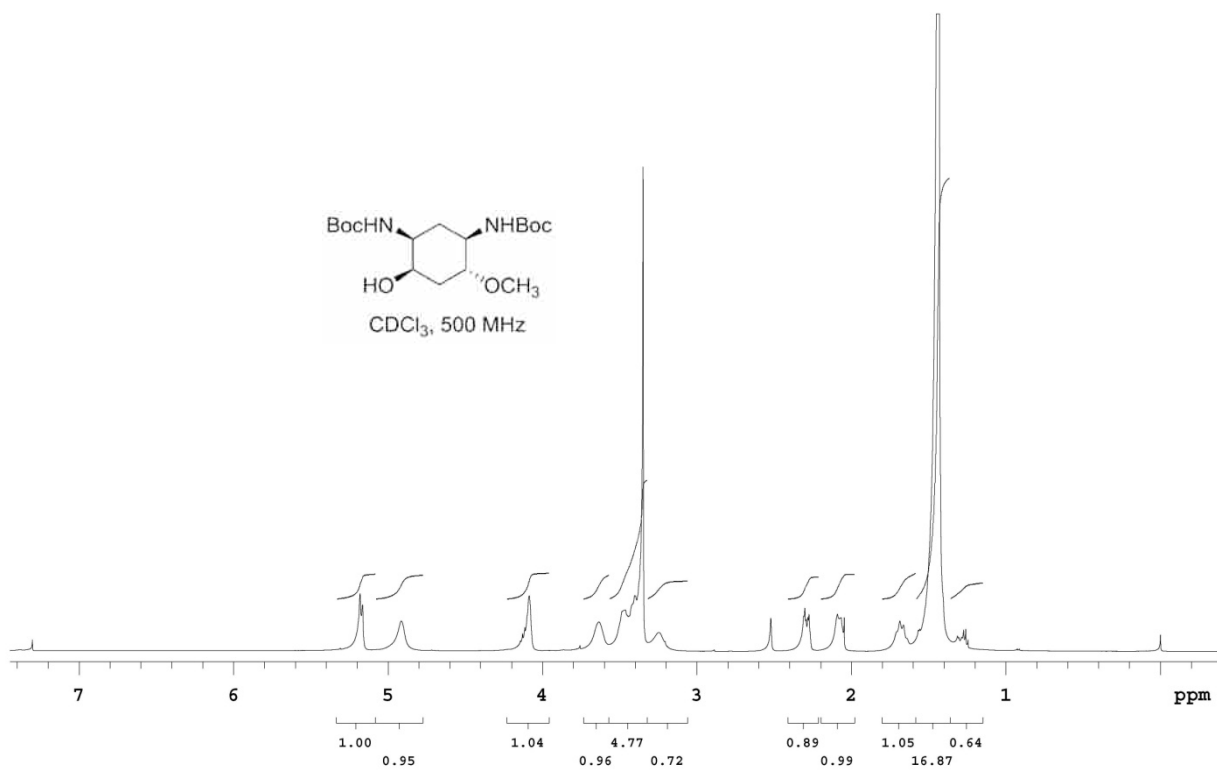 BocHN
NHBoc
HO
OCH3
CDCl3, 500 MHz
7 6 5 4 3 2 1 ppm
1.00 1.04 4.77 0.89 1.05 0.64
0.95 0.96 0.72 0.99 16.87